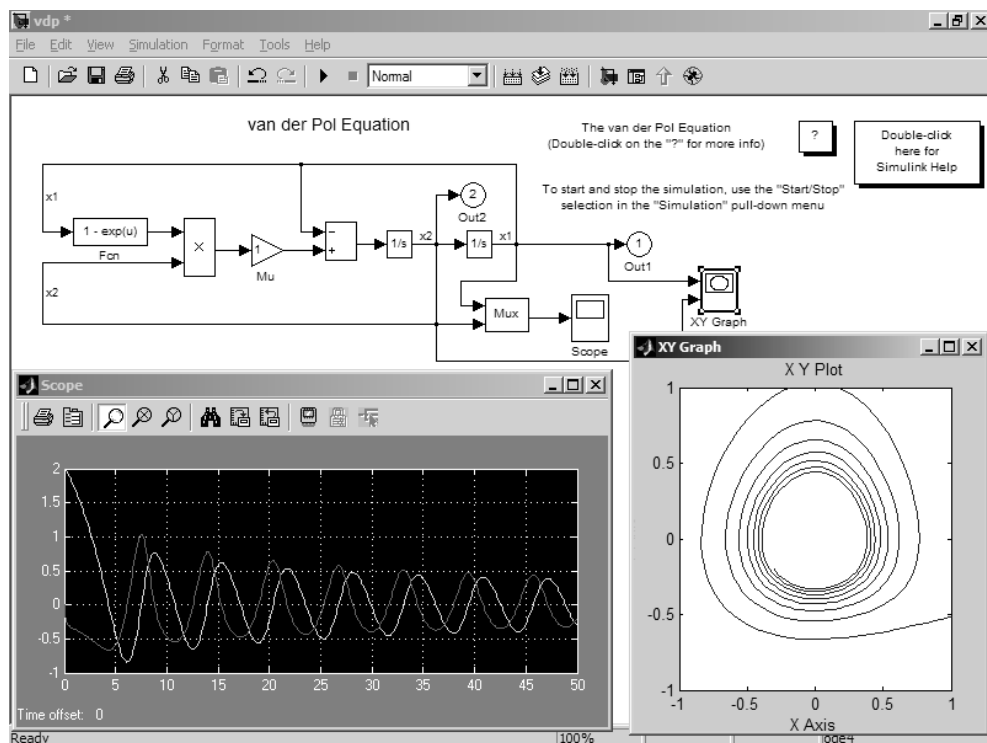 vdp *
File Edit View Simulation Format Tools Help
Normal
van der Pol Equation
The van der Pol Equation
(Double-click on the "?" for more info)
?
Double-click
here for
Simulink Help
To start and stop the simulation, use the "Start/Stop"
selection in the "Simulation" pull-down menu
x1
1 - exp(u)
Fcn
x2
×
1
Mu
−
+
1/s
x2
2
Out2
1/s
x1
1
Out1
Mux
Scope
XY Graph
Scope
2
1.5
1
0.5
0
-0.5
-1
0 5 10 15 20 25 30 35 40 45 50
Time offset: 0
XY Graph
X Y Plot
1
0.5
0
-0.5
-1
-1 -0.5 0 0.5 1
X Axis
Ready 100% ode4